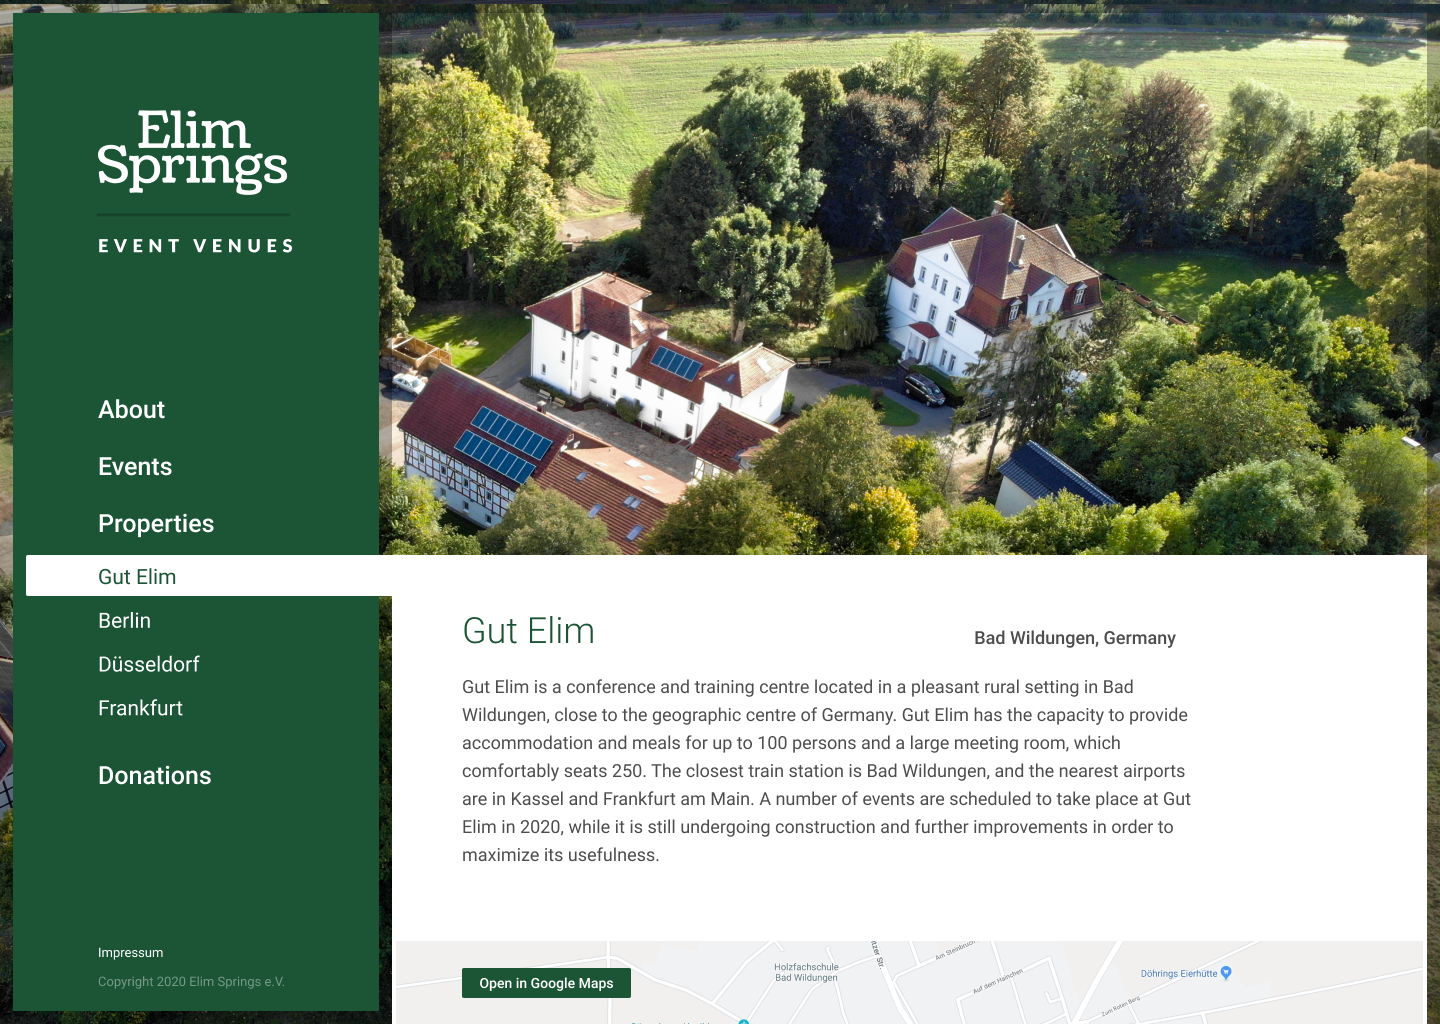 Elim
Springs
EVENT VENUES
About
Events
Properties
Gut Elim
Berlin
Düsseldorf
Frankfurt
Donations
Impressum
Copyright 2020 Elim Springs e.V.
Gut Elim
Bad Wildungen, Germany
Gut Elim is a conference and training centre located in a pleasant rural setting in Bad
Wildungen, close to the geographic centre of Germany. Gut Elim has the capacity to provide
accommodation and meals for up to 100 persons and a large meeting room, which
comfortably seats 250. The closest train station is Bad Wildungen, and the nearest airports
are in Kassel and Frankfurt am Main. A number of events are scheduled to take place at Gut
Elim in 2020, while it is still undergoing construction and further improvements in order to
maximize its usefulness.
Open in Google Maps
Holzfachschule
Bad Wildungen
Str.
Am Steinbruch
Auf dem Hainchen
Döhrings Eierhütte
Zum Roten Berg